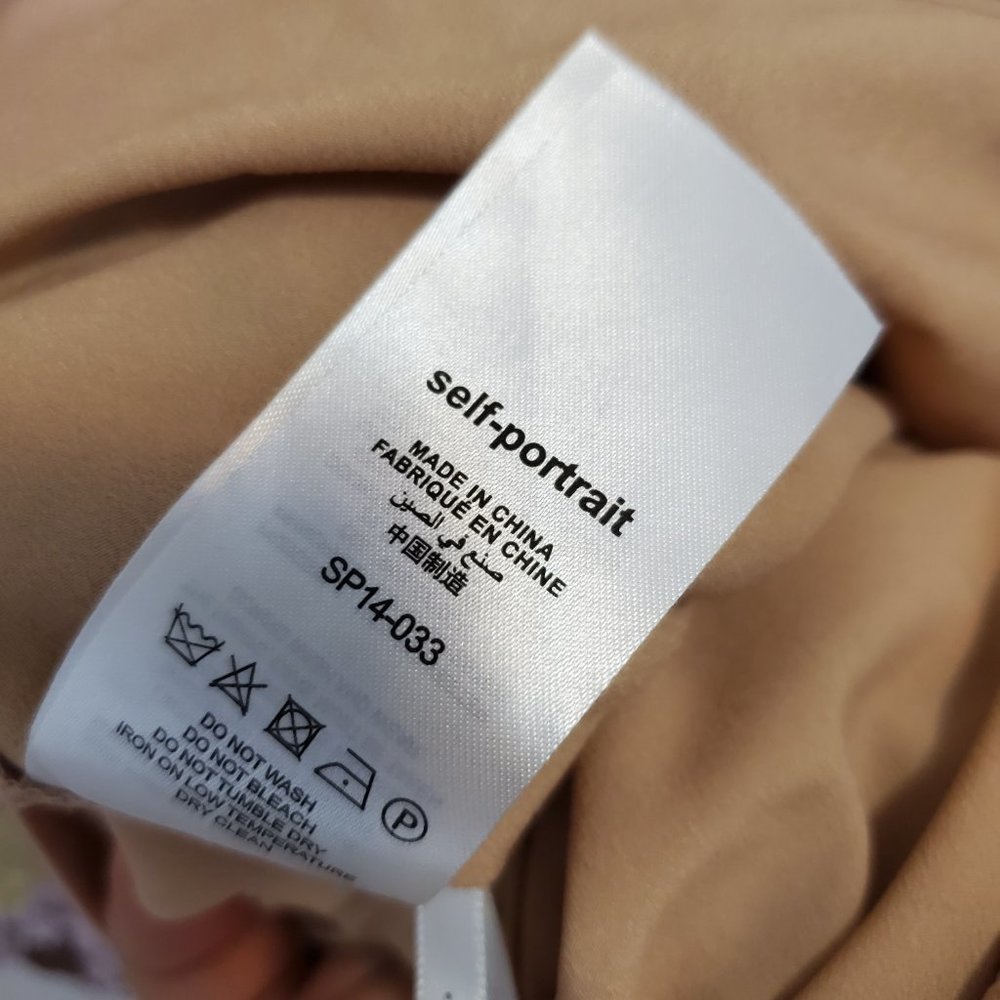 self-portrait
MADE IN CHINA
FABRIQUÉ EN CHINE
صنع في الصين
中国制造
SP14-033
P
DO NOT WASH
DO NOT BLEACH
DO NOT TUMBLE DRY
IRON ON LOW TEMPERATURE
DRY CLEAN